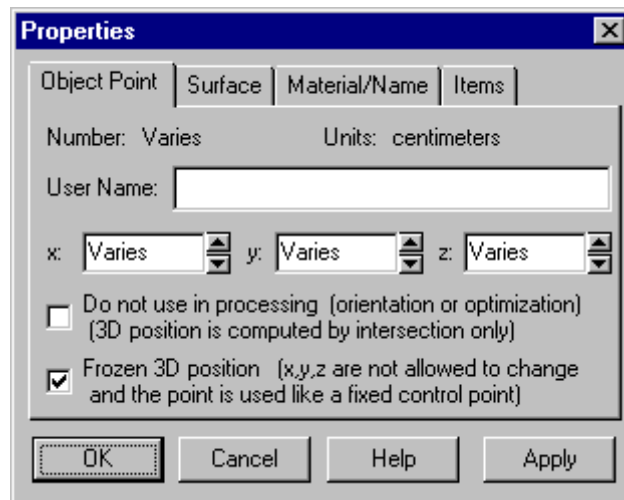 Properties
Object Point Surface Material/Name Items
Number: Varies Units: centimeters
User Name:
x: Varies y: Varies z: Varies
Do not use in processing (orientation or optimization)
(3D position is computed by intersection only)
Frozen 3D position (x,y,z are not allowed to change
and the point is used like a fixed control point)
OK Cancel Help Apply